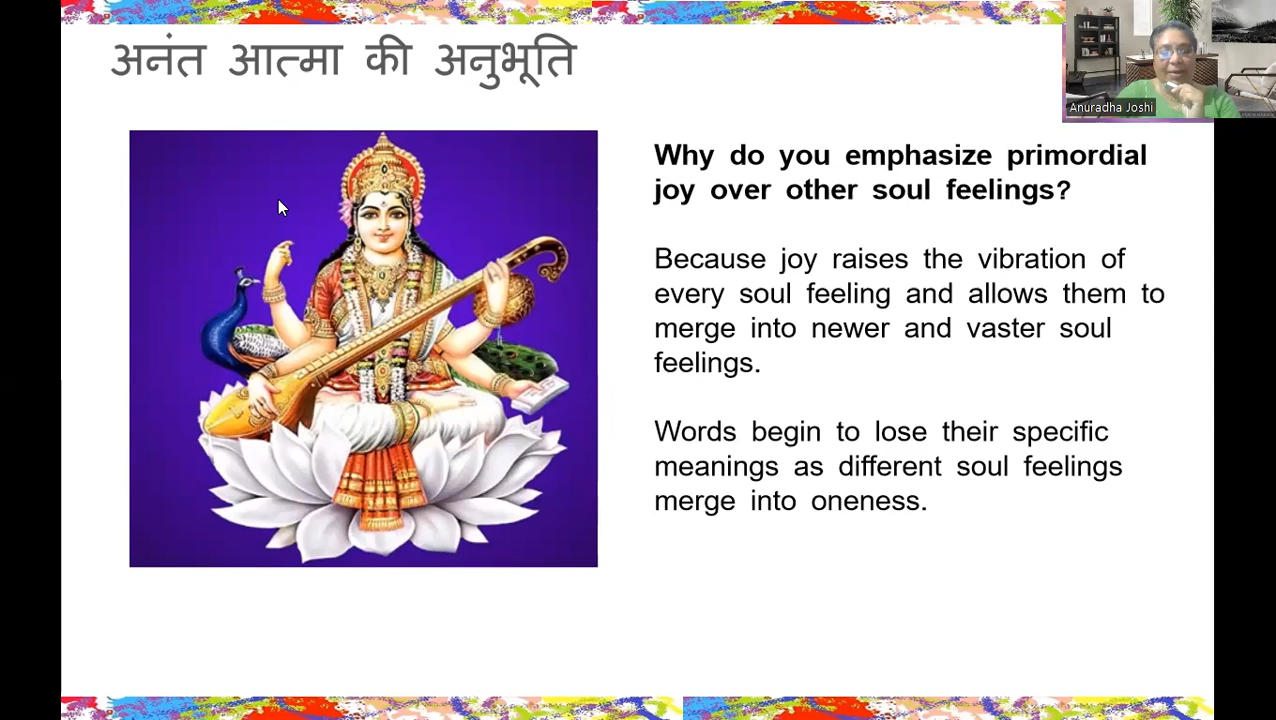 अनंत आत्मा की अनुभूति
Anuradha Joshi
Why do you emphasize primordial
joy over other soul feelings?
Because joy raises the vibration of
every soul feeling and allows them to
merge into newer and vaster soul
feelings.
Words begin to lose their specific
meanings as different soul feelings
merge into oneness.